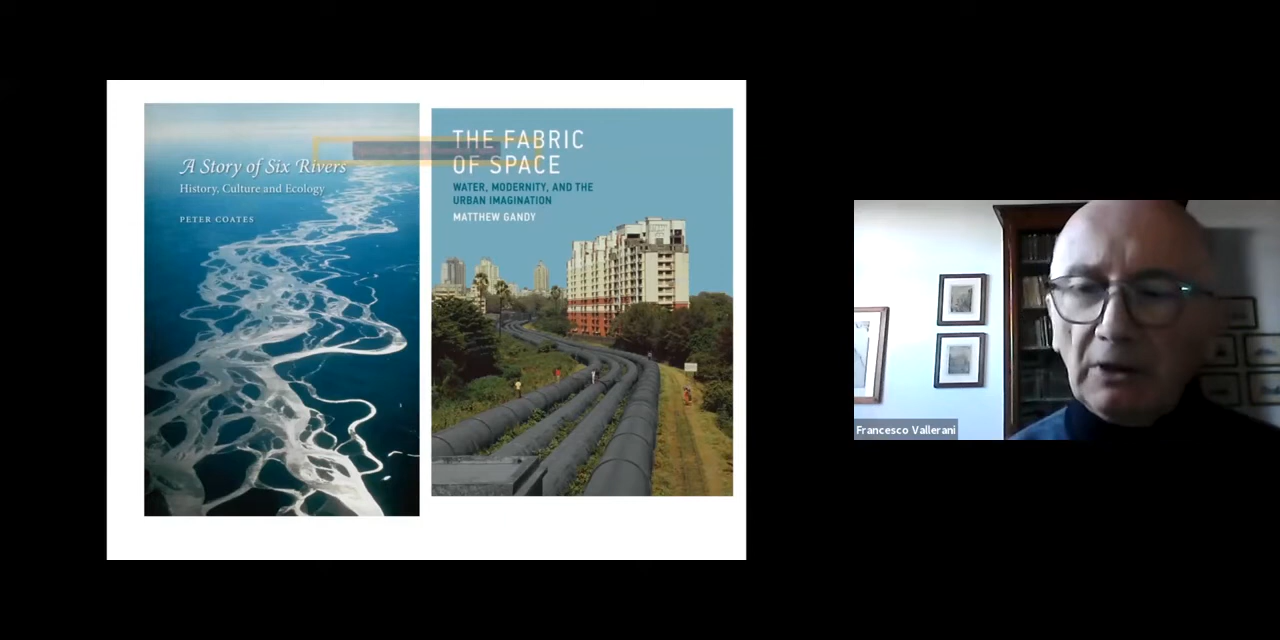 A Story of Six Rivers
History, Culture and Ecology
PETER COATES
THE FABRIC
OF SPACE
WATER, MODERNITY, AND THE
URBAN IMAGINATION
MATTHEW GANDY
Francesco Vallerani